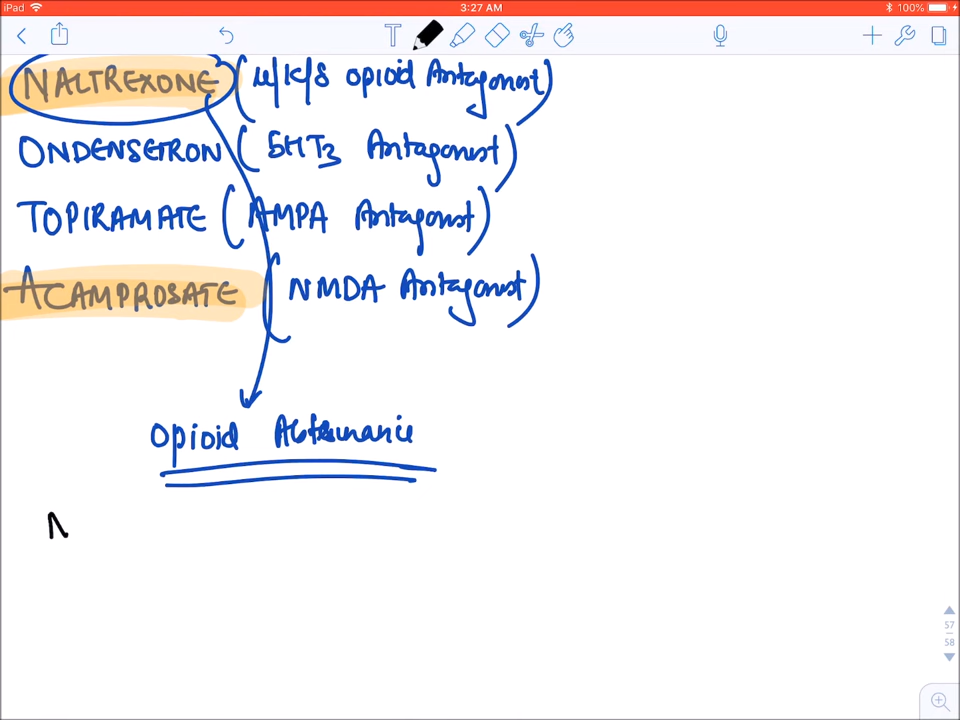 iPad 3:27 AM 100%
T
NALTREXONE (μ/K/δ opioid Antagonist)
ONDENSETRON (5HT3 Antagonist)
TOPIRAMATE (AMPA Antagonist)
ACAMPROSATE (NMDA Antagonist)
Opioid
57
58